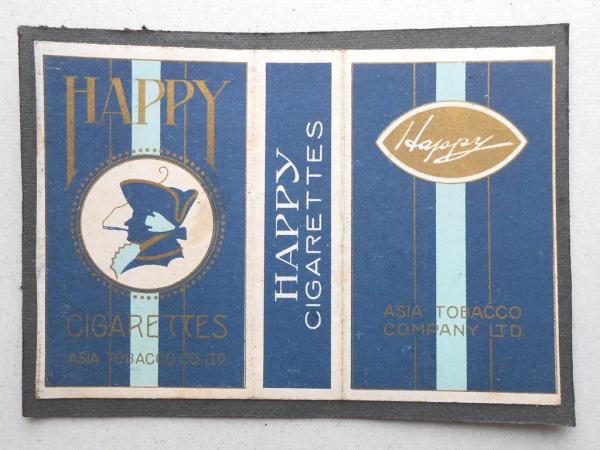 HAPPY
CIGARETTES
ASIA TOBACCO CO. LTD.
HAPPY
CIGARETTES
Happy
ASIA TOBACCO
COMPANY LTD.